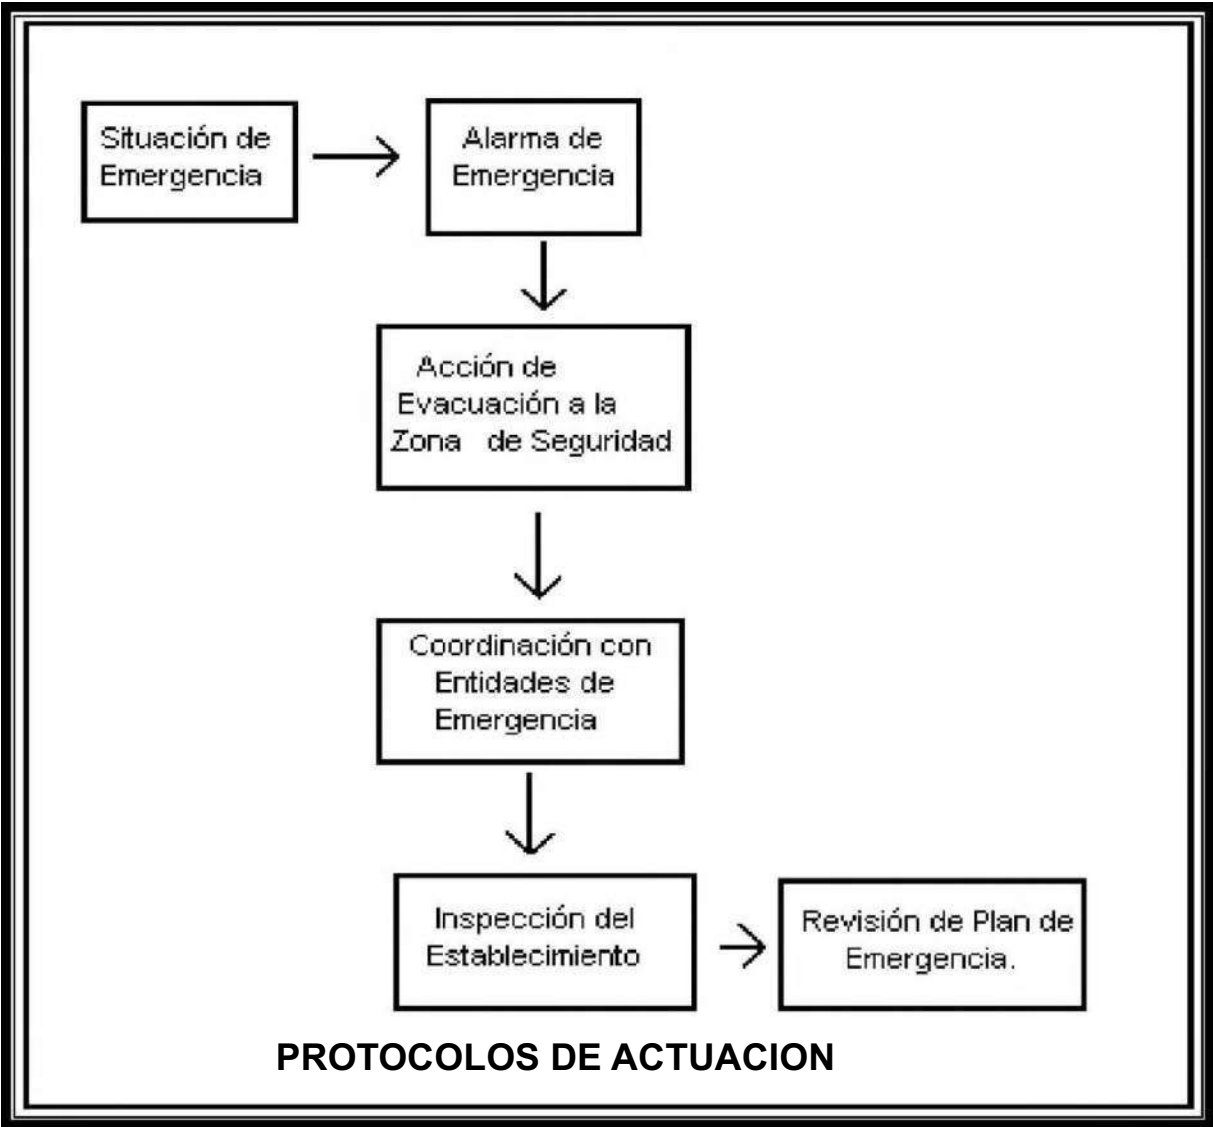 Situación de
Emergencia
Alarma de
Emergencia
Acción de
Evacuación a la
Zona de Seguridad
Coordinación con
Entidades de
Emergencia
Inspección del
Establecimiento
Revisión de Plan de
Emergencia.
PROTOCOLOS DE ACTUACION